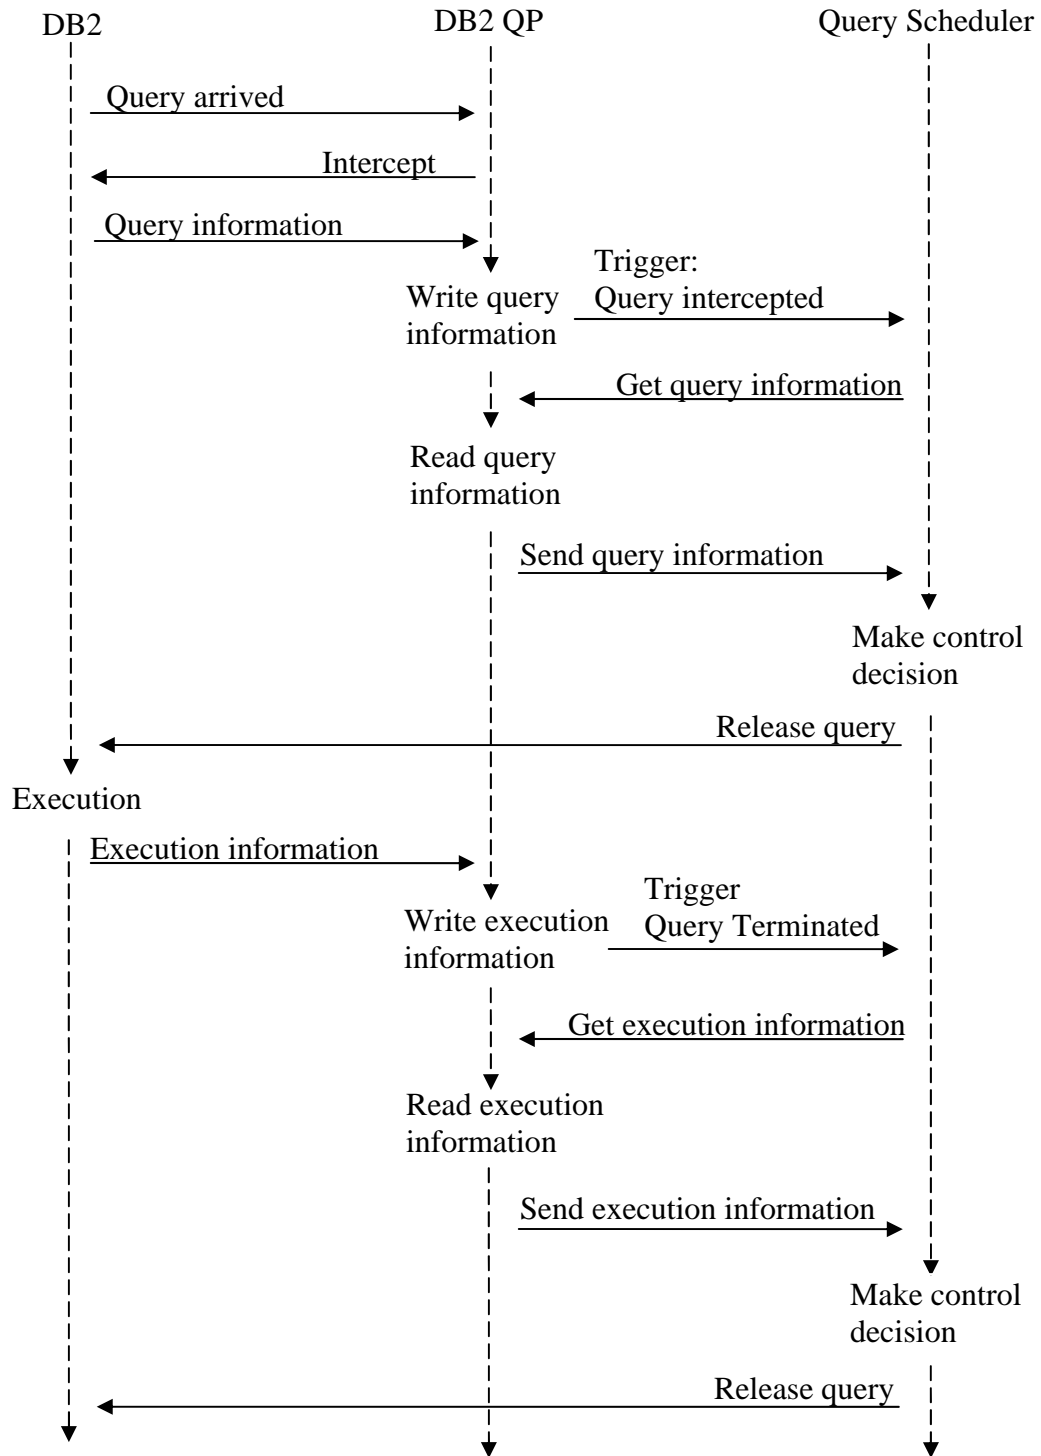 DB2
DB2 QP
Query Scheduler
Query arrived
Intercept
Query information
Trigger:
Query intercepted
Write query
information
Get query information
Read query
information
Send query information
Make control
decision
Release query
Execution
Execution information
Trigger
Query Terminated
Write execution
information
Get execution information
Read execution
information
Send execution information
Make control
decision
Release query